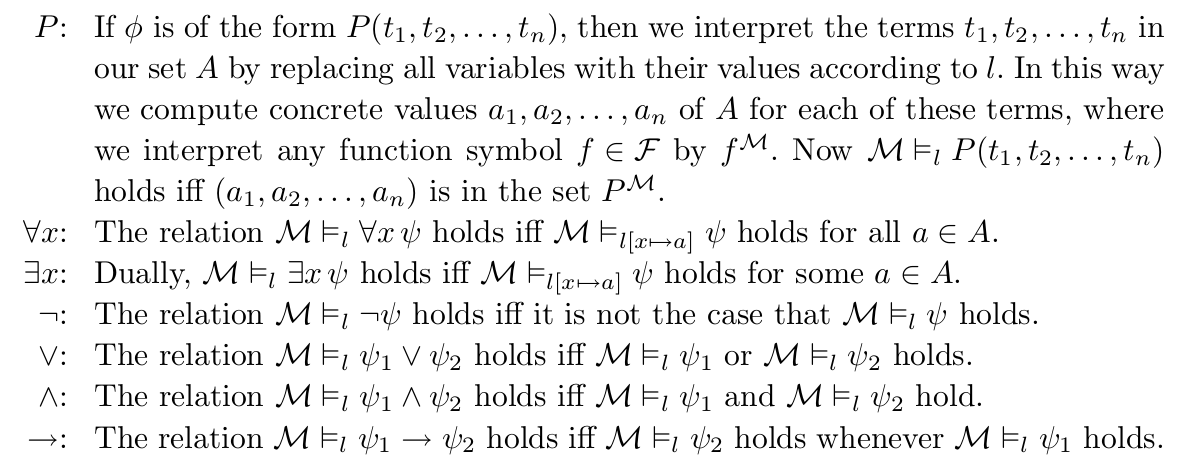 P: If ϕ is of the form P(t₁, t₂, . . . , tₙ), then we interpret the terms t₁, t₂, . . . , tₙ in
our set A by replacing all variables with their values according to l. In this way
we compute concrete values a₁, a₂, . . . , aₙ of A for each of these terms, where
we interpret any function symbol f ∈ ℱ by f^ℳ. Now ℳ ⊨ₗ P(t₁, t₂, . . . , tₙ)
holds iff (a₁, a₂, . . . , aₙ) is in the set P^ℳ.
∀x: The relation ℳ ⊨ₗ ∀x ψ holds iff ℳ ⊨_{l[x↦a]} ψ holds for all a ∈ A.
∃x: Dually, ℳ ⊨ₗ ∃x ψ holds iff ℳ ⊨_{l[x↦a]} ψ holds for some a ∈ A.
¬: The relation ℳ ⊨ₗ ¬ψ holds iff it is not the case that ℳ ⊨ₗ ψ holds.
∨: The relation ℳ ⊨ₗ ψ₁ ∨ ψ₂ holds iff ℳ ⊨ₗ ψ₁ or ℳ ⊨ₗ ψ₂ holds.
∧: The relation ℳ ⊨ₗ ψ₁ ∧ ψ₂ holds iff ℳ ⊨ₗ ψ₁ and ℳ ⊨ₗ ψ₂ hold.
→: The relation ℳ ⊨ₗ ψ₁ → ψ₂ holds iff ℳ ⊨ₗ ψ₂ holds whenever ℳ ⊨ₗ ψ₁ holds.